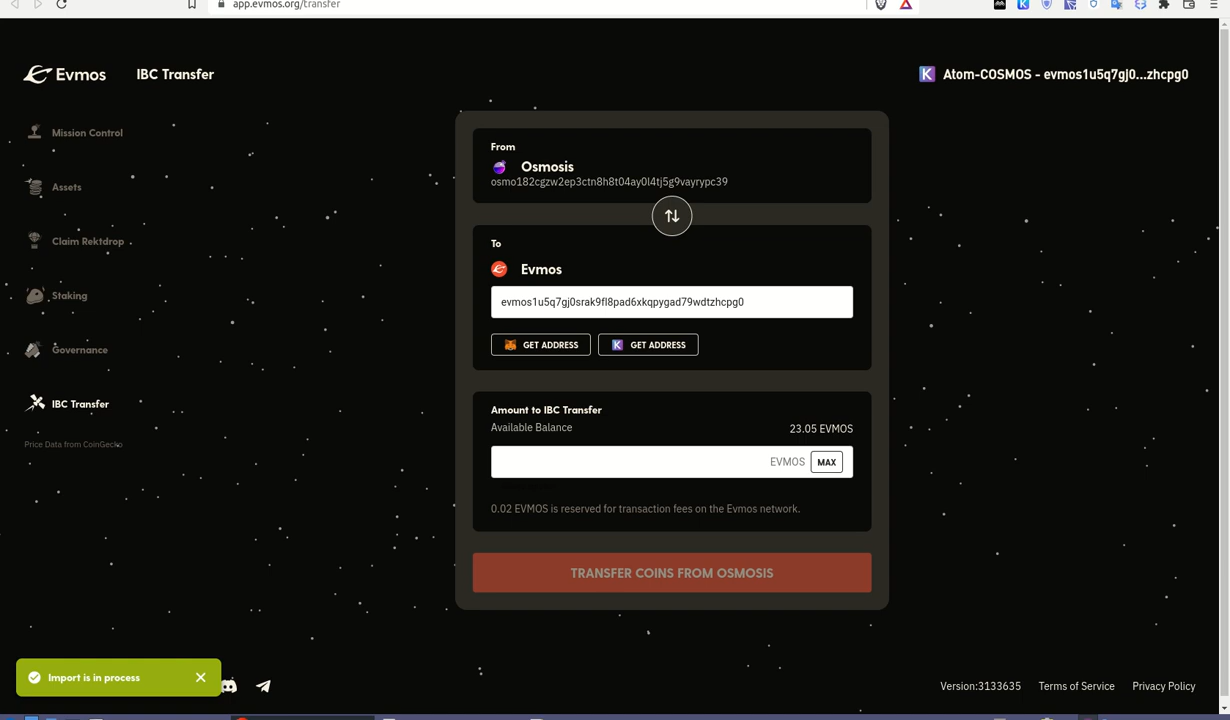 app.evmos.org/transfer
Evmos
IBC Transfer
Atom-COSMOS - evmos1u5q7gj0...zhcpg0
Mission Control
Assets
Claim Rektdrop
Staking
Governance
IBC Transfer
Price Data from CoinGecko
From
Osmosis
osmo182cgzw2ep3ctn8h8t04ay0l4tj5g9vayrypc39
To
Evmos
evmos1u5q7gj0srak9fl8pad6xkqpygad79wdtzhcpg0
GET ADDRESS
K GET ADDRESS
Amount to IBC Transfer
Available Balance
23.05 EVMOS
EVMOS MAX
0.02 EVMOS is reserved for transaction fees on the Evmos network.
TRANSFER COINS FROM OSMOSIS
Import is in process
Version:3133635
Terms of Service
Privacy Policy